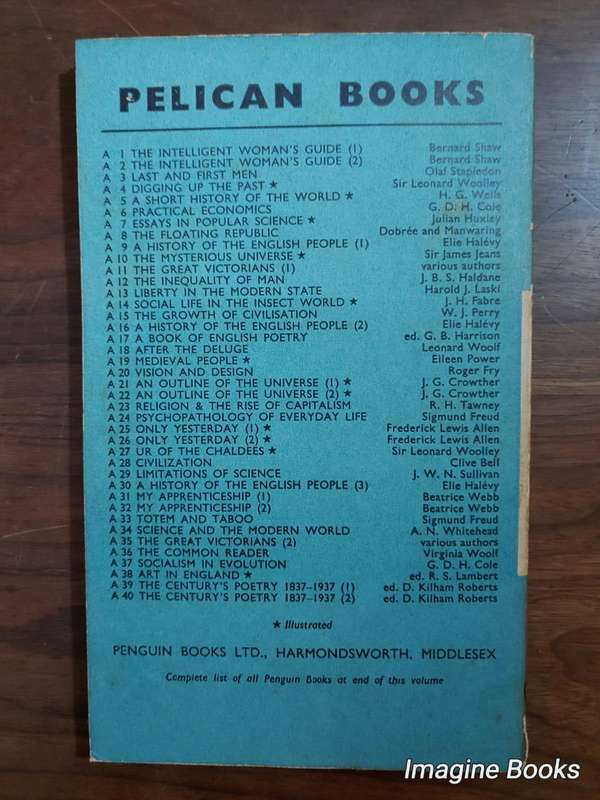 PELICAN BOOKS
A 1 THE INTELLIGENT WOMAN'S GUIDE (1) Bernard Shaw
A 2 THE INTELLIGENT WOMAN'S GUIDE (2) Bernard Shaw
A 3 LAST AND FIRST MEN Olaf Stapledon
A 4 DIGGING UP THE PAST ★ Sir Leonard Woolley
A 5 A SHORT HISTORY OF THE WORLD ★ H. G. Wells
A 6 PRACTICAL ECONOMICS G. D. H. Cole
A 7 ESSAYS IN POPULAR SCIENCE ★ Julian Huxley
A 8 THE FLOATING REPUBLIC Dobrée and Manwaring
A 9 A HISTORY OF THE ENGLISH PEOPLE (1) Elie Halévy
A 10 THE MYSTERIOUS UNIVERSE ★ Sir James Jeans
A 11 THE GREAT VICTORIANS (1) various authors
A 12 THE INEQUALITY OF MAN J. B. S. Haldane
A 13 LIBERTY IN THE MODERN STATE Harold J. Laski
A 14 SOCIAL LIFE IN THE INSECT WORLD ★ J. H. Fabre
A 15 THE GROWTH OF CIVILISATION W. J. Perry
A 16 A HISTORY OF THE ENGLISH PEOPLE (2) Elie Halévy
A 17 A BOOK OF ENGLISH POETRY ed. G. B. Harrison
A 18 AFTER THE DELUGE Leonard Woolf
A 19 MEDIEVAL PEOPLE ★ Eileen Power
A 20 VISION AND DESIGN Roger Fry
A 21 AN OUTLINE OF THE UNIVERSE (1) ★ J. G. Crowther
A 22 AN OUTLINE OF THE UNIVERSE (2) ★ J. G. Crowther
A 23 RELIGION & THE RISE OF CAPITALISM R. H. Tawney
A 24 PSYCHOPATHOLOGY OF EVERYDAY LIFE Sigmund Freud
A 25 ONLY YESTERDAY (1) ★ Frederick Lewis Allen
A 26 ONLY YESTERDAY (2) ★ Frederick Lewis Allen
A 27 UR OF THE CHALDEES ★ Sir Leonard Woolley
A 28 CIVILIZATION Clive Bell
A 29 LIMITATIONS OF SCIENCE J. W. N. Sullivan
A 30 A HISTORY OF THE ENGLISH PEOPLE (3) Elie Halévy
A 31 MY APPRENTICESHIP (1) Beatrice Webb
A 32 MY APPRENTICESHIP (2) Beatrice Webb
A 33 TOTEM AND TABOO Sigmund Freud
A 34 SCIENCE AND THE MODERN WORLD A. N. Whitehead
A 35 THE GREAT VICTORIANS (2) various authors
A 36 THE COMMON READER Virginia Woolf
A 37 SOCIALISM IN EVOLUTION G. D. H. Cole
A 38 ART IN ENGLAND ★ ed. R. S. Lambert
A 39 THE CENTURY'S POETRY 1837-1937 (1) ed. D. Kilham Roberts
A 40 THE CENTURY'S POETRY 1837-1937 (2) ed. D. Kilham Roberts
★ Illustrated
PENGUIN BOOKS LTD., HARMONDSWORTH, MIDDLESEX
Complete list of all Penguin Books at end of this volume
Imagine Books